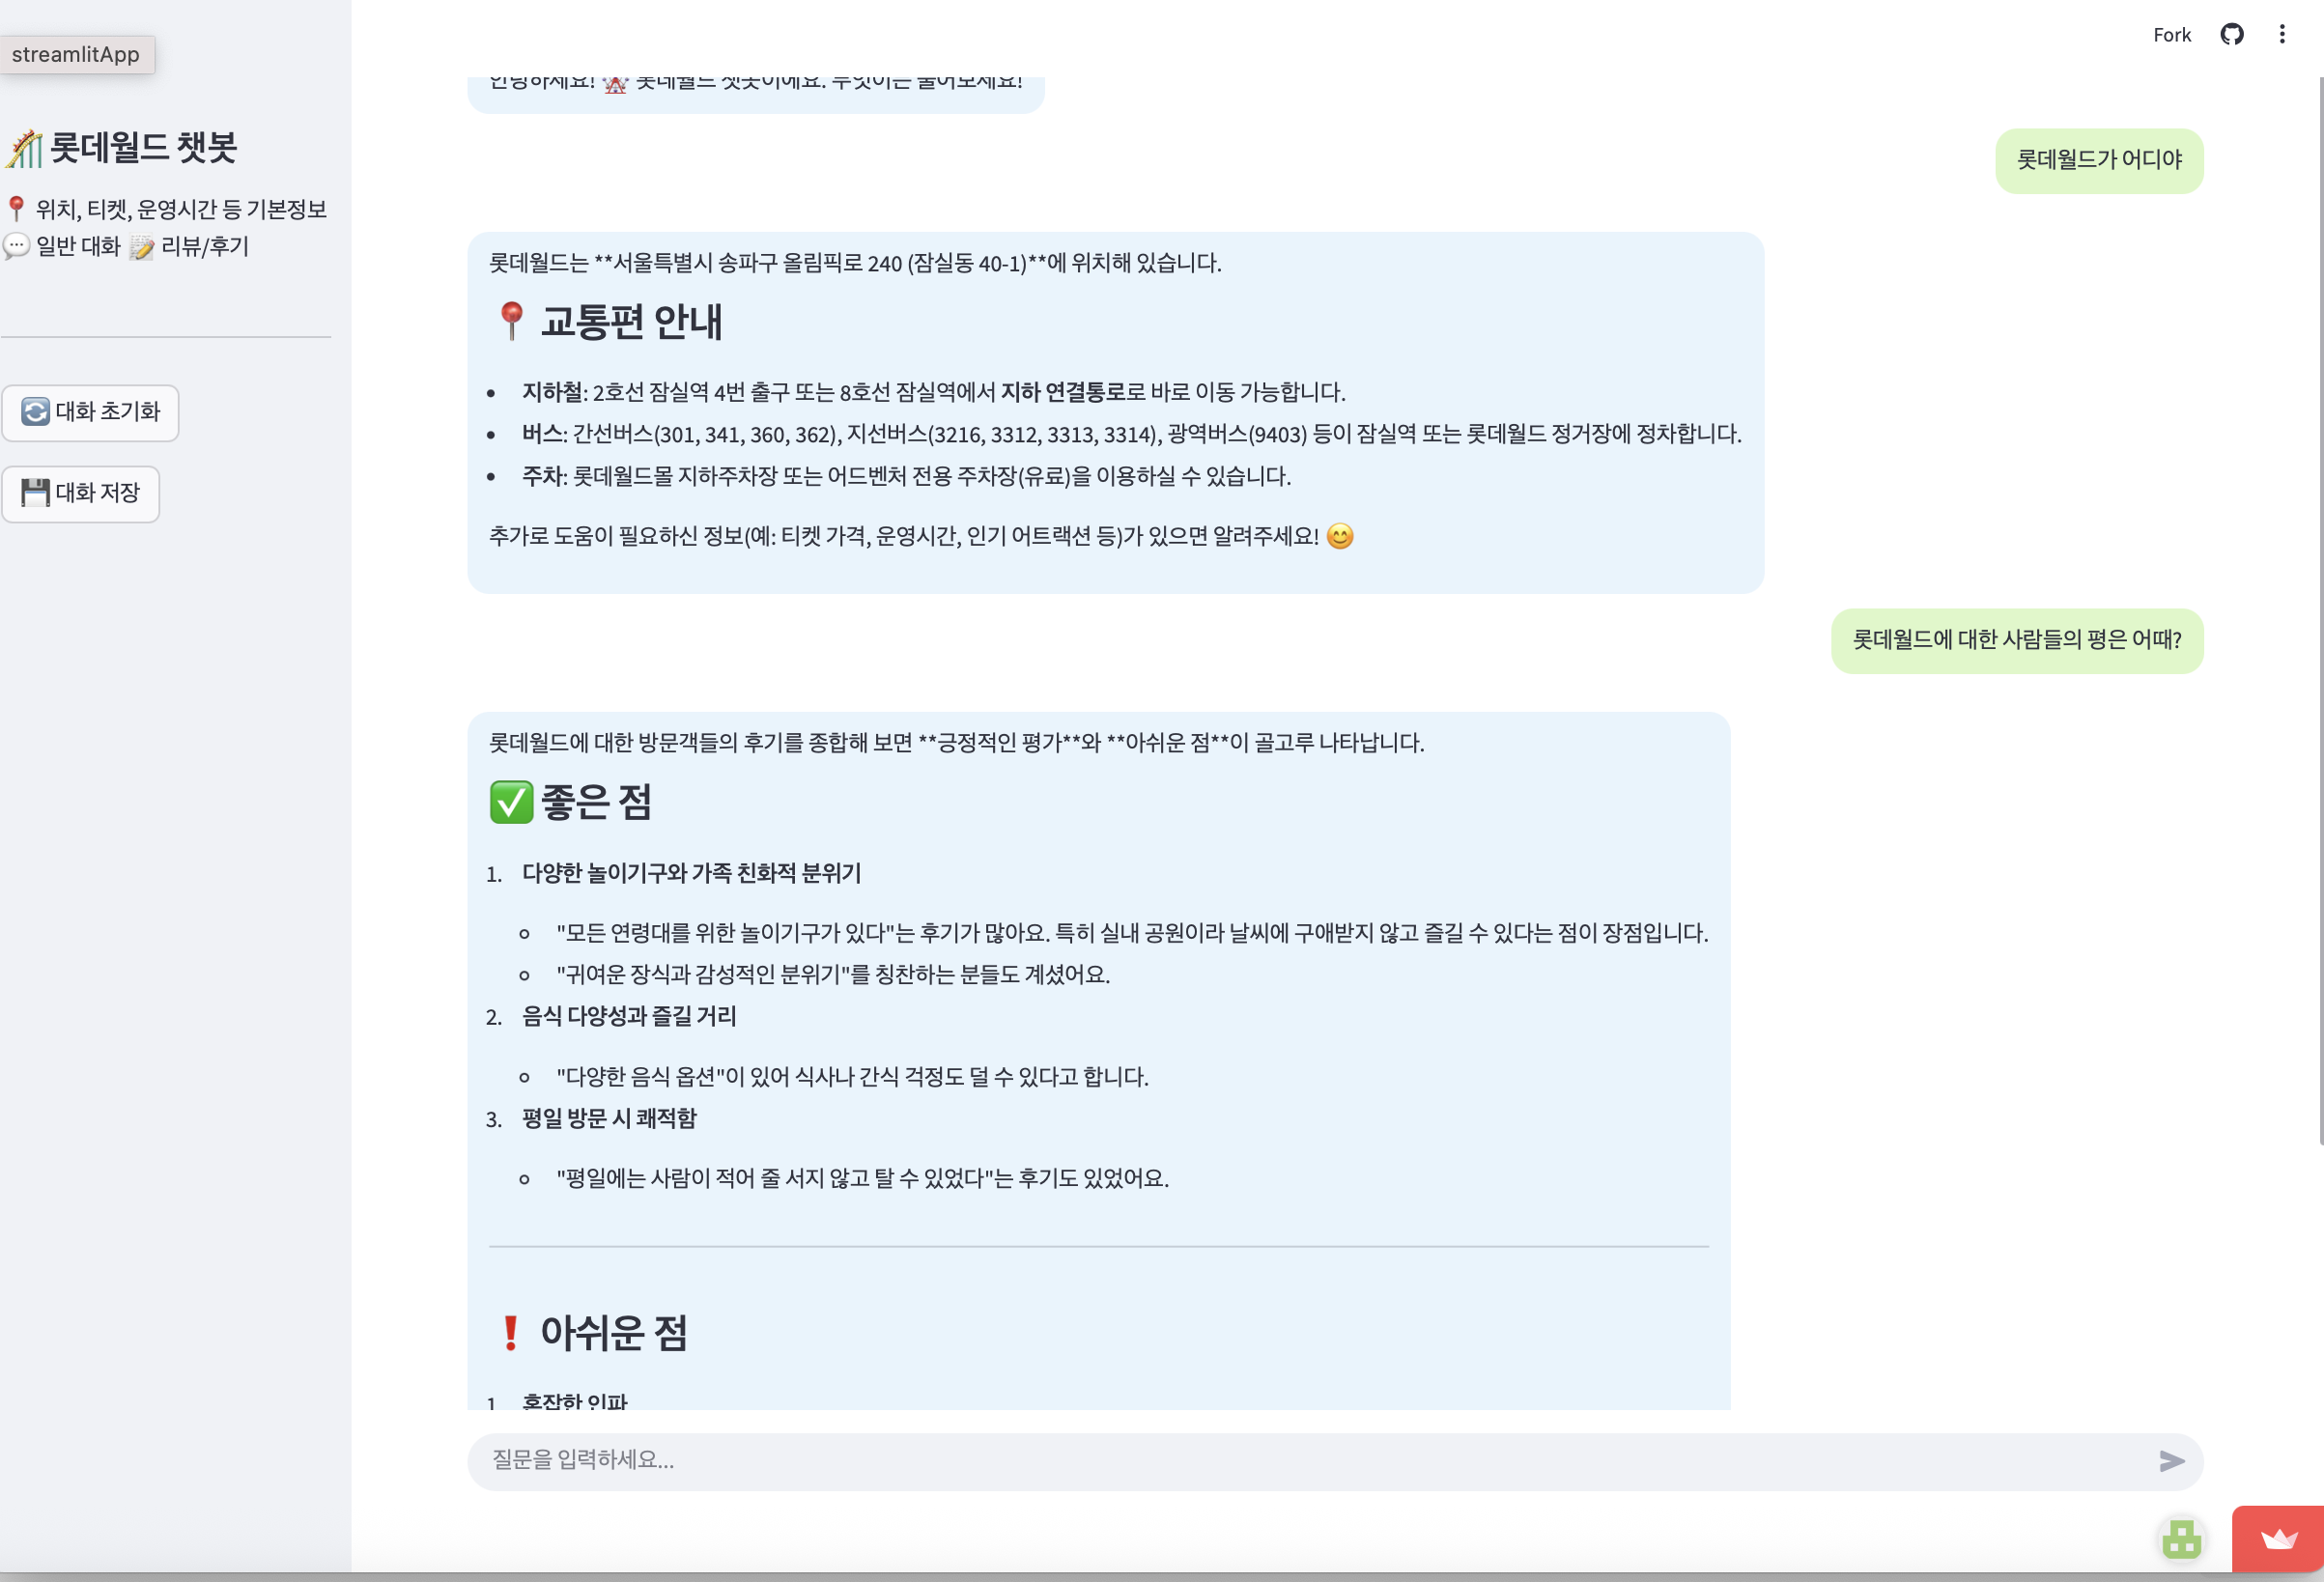 streamlitApp
Fork
🎢 롯데월드 챗봇
📍 위치, 티켓, 운영시간 등 기본정보
💬 일반 대화 📝 리뷰/후기
🔄 대화 초기화
💾 대화 저장
안녕하세요! 🏰 롯데월드 챗봇이에요. 무엇이든 물어보세요!
롯데월드가 어디야
롯데월드는 **서울특별시 송파구 올림픽로 240 (잠실동 40-1)**에 위치해 있습니다.
📍 교통편 안내
• 지하철: 2호선 잠실역 4번 출구 또는 8호선 잠실역에서 지하 연결통로로 바로 이동 가능합니다.
• 버스: 간선버스(301, 341, 360, 362), 지선버스(3216, 3312, 3313, 3314), 광역버스(9403) 등이 잠실역 또는 롯데월드 정거장에 정차합니다.
• 주차: 롯데월드몰 지하주차장 또는 어드벤처 전용 주차장(유료)을 이용하실 수 있습니다.
추가로 도움이 필요하신 정보(예: 티켓 가격, 운영시간, 인기 어트랙션 등)가 있으면 알려주세요! 😊
롯데월드에 대한 사람들의 평은 어때?
롯데월드에 대한 방문객들의 후기를 종합해 보면 **긍정적인 평가**와 **아쉬운 점**이 골고루 나타납니다.
✅ 좋은 점
1. 다양한 놀이기구와 가족 친화적 분위기
◦ "모든 연령대를 위한 놀이기구가 있다"는 후기가 많아요. 특히 실내 공원이라 날씨에 구애받지 않고 즐길 수 있다는 점이 장점입니다.
◦ "귀여운 장식과 감성적인 분위기"를 칭찬하는 분들도 계셨어요.
2. 음식 다양성과 즐길 거리
◦ "다양한 음식 옵션"이 있어 식사나 간식 걱정도 덜 수 있다고 합니다.
3. 평일 방문 시 쾌적함
◦ "평일에는 사람이 적어 줄 서지 않고 탈 수 있었다"는 후기도 있었어요.
❗ 아쉬운 점
1. 혼잡한 인파
질문을 입력하세요...